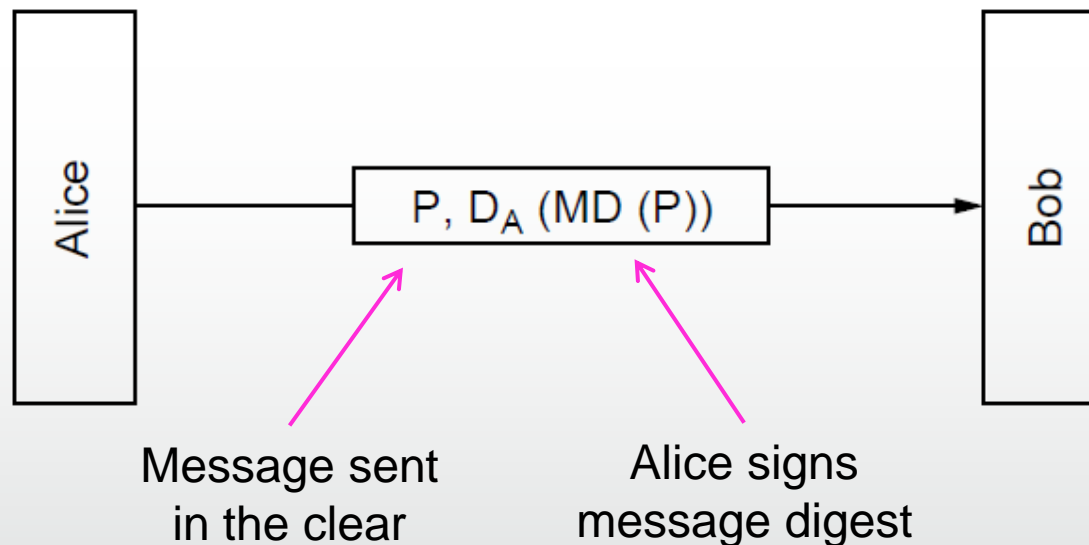 Alice
P, D_A (MD (P))
Bob
Message sent
in the clear
Alice signs
message digest